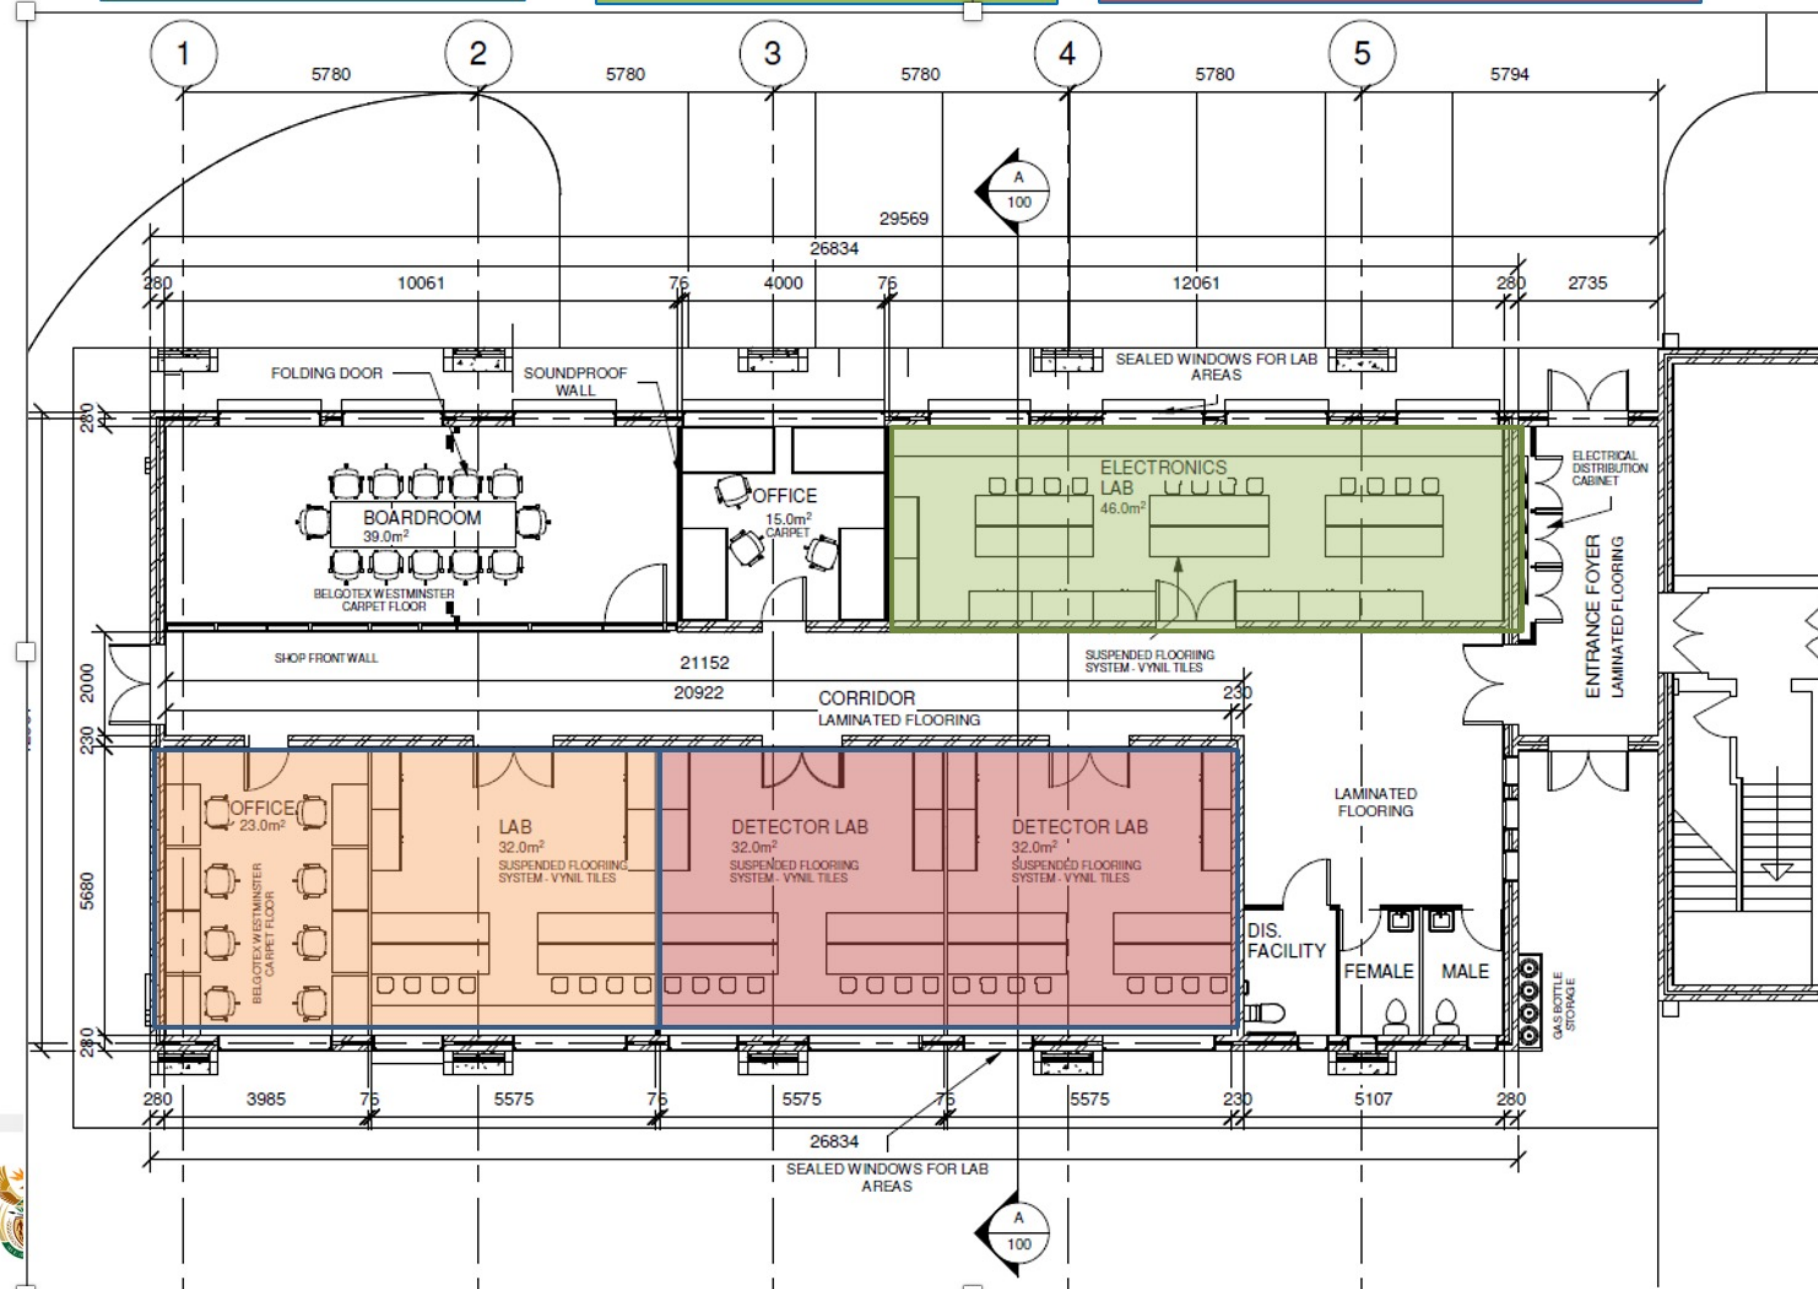 1
2
3
4
5
5780
5780
5780
5780
5794
A
100
29569
26834
280
10061
76
4000
76
12061
280
2735
FOLDING DOOR
SOUNDPROOF
WALL
SEALED WINDOWS FOR LAB
AREAS
280
BOARDROOM
39.0m²
BELGOTEX WESTMINSTER
CARPET FLOOR
OFFICE
15.0m²
CARPET
ELECTRONICS
LAB
46.0m²
ELECTRICAL
DISTRIBUTION
CABINET
ENTRANCE FOYER
LAMINATED FLOORING
SHOP FRONT WALL
SUSPENDED FLOORIING
SYSTEM - VYNIL TILES
2000
21152
20922
230
CORRIDOR
LAMINATED FLOORING
230
OFFICE
23.0m²
BELGOTEX WESTMINSTER
CARPET FLOOR
LAB
32.0m²
SUSPENDED FLOORIING
SYSTEM - VYNIL TILES
DETECTOR LAB
32.0m²
SUSPENDED FLOORIING
SYSTEM - VYNIL TILES
DETECTOR LAB
32.0m²
SUSPENDED FLOORIING
SYSTEM - VYNIL TILES
LAMINATED
FLOORING
5680
DIS.
FACILITY
FEMALE
MALE
GAS BOTTLE
STORAGE
280
280
3985
76
5575
76
5575
76
5575
230
5107
280
26834
SEALED WINDOWS FOR LAB
AREAS
A
100